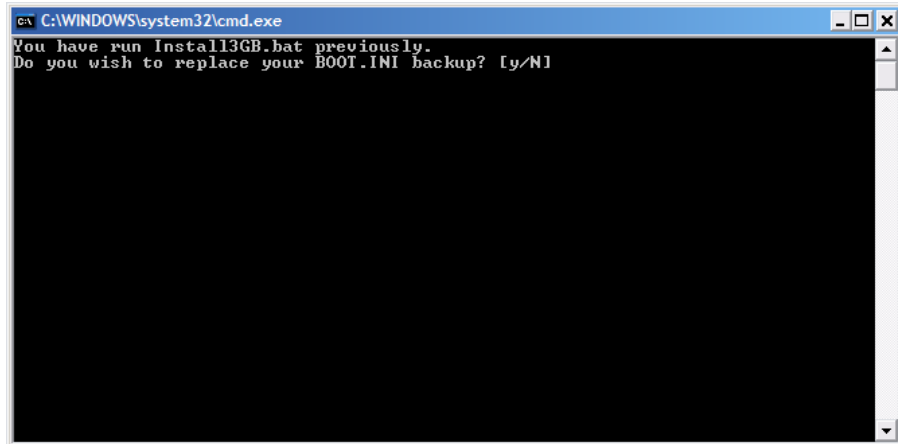 C:\WINDOWS\system32\cmd.exe
You have run Install3GB.bat previously.
Do you wish to replace your BOOT.INI backup? [y/N]